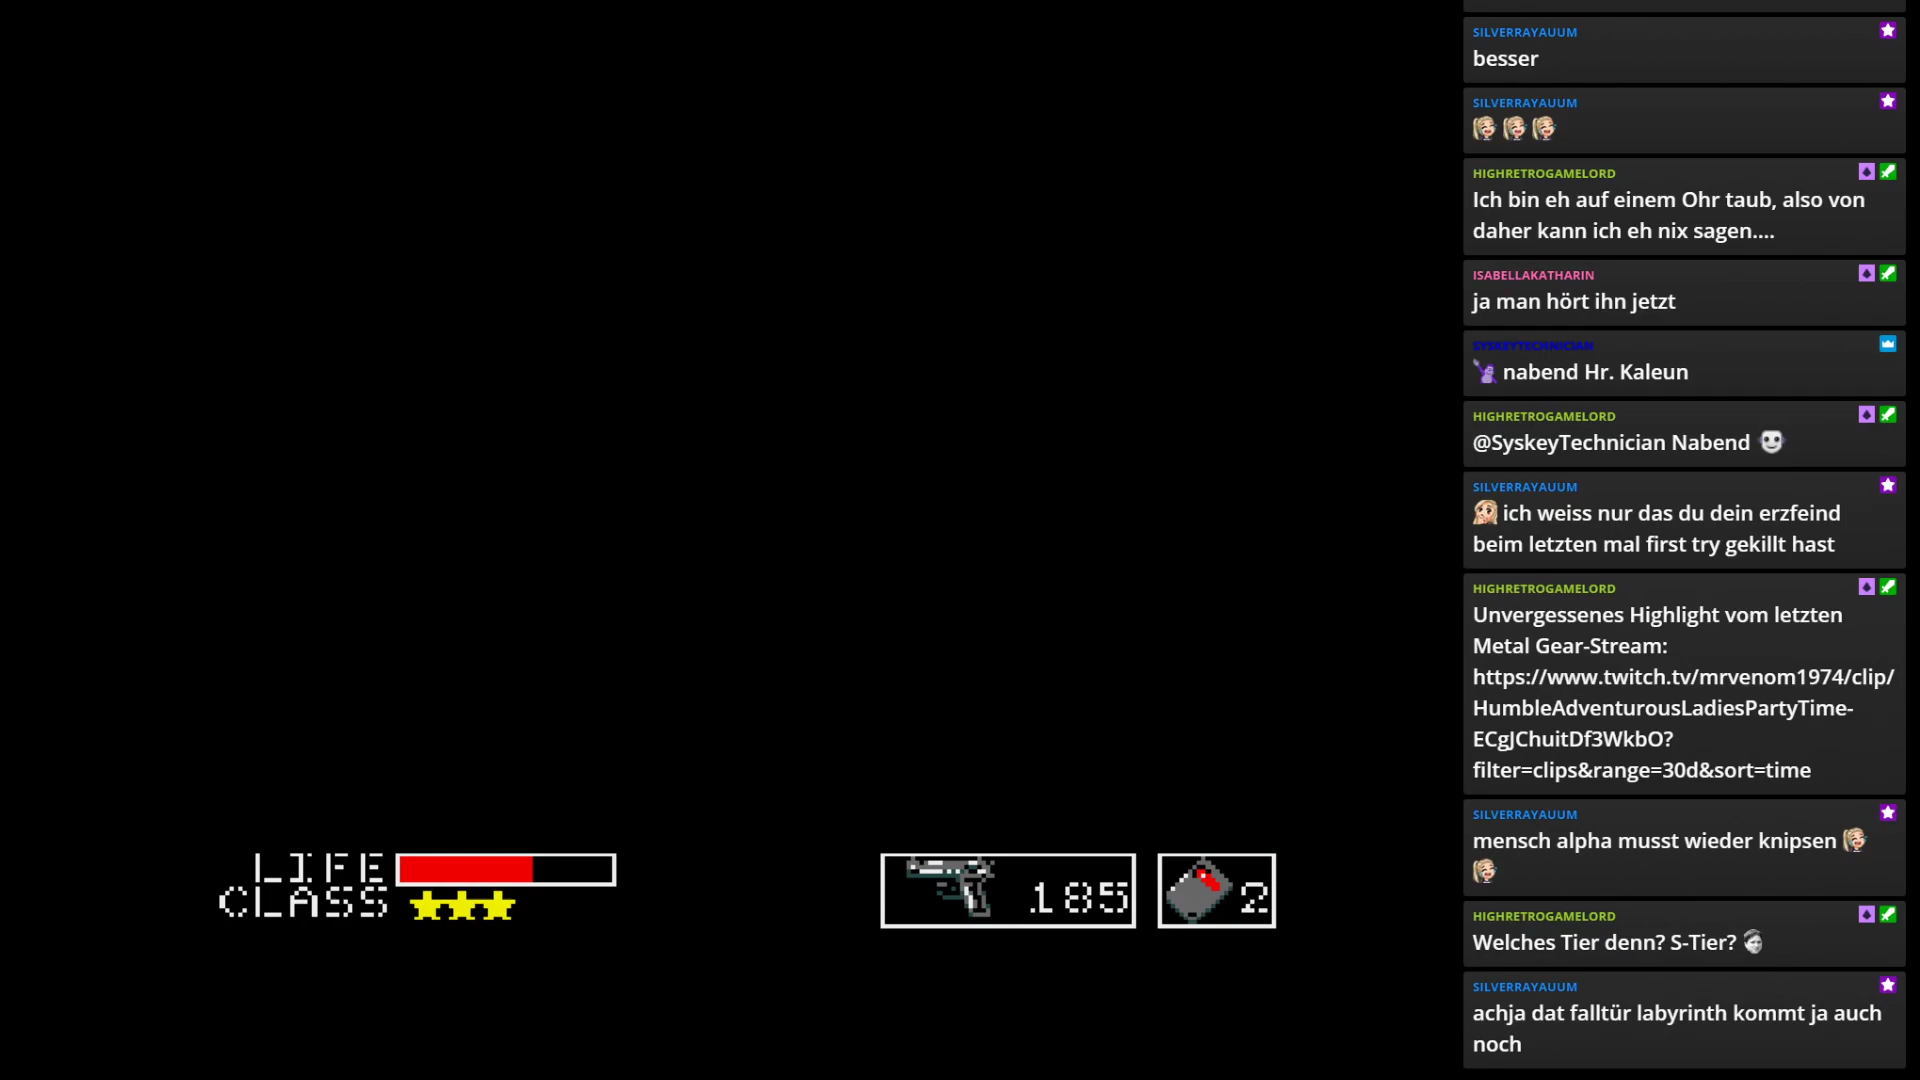 LIFE
CLASS
185
2
SILVERRAYAUUM
besser
SILVERRAYAUUM
HIGHRETROGAMELORD
Ich bin eh auf einem Ohr taub, also von
daher kann ich eh nix sagen....
ISABELLAKATHARIN
ja man hört ihn jetzt
SYSKEYTECHNICIAN
nabend Hr. Kaleun
HIGHRETROGAMELORD
@SyskeyTechnician Nabend
SILVERRAYAUUM
ich weiss nur das du dein erzfeind
beim letzten mal first try gekillt hast
HIGHRETROGAMELORD
Unvergessenes Highlight vom letzten
Metal Gear-Stream:
https://www.twitch.tv/mrvenom1974/clip/
HumbleAdventurousLadiesPartyTime-
ECgJChuitDf3WkbO?
filter=clips&range=30d&sort=time
SILVERRAYAUUM
mensch alpha musst wieder knipsen
HIGHRETROGAMELORD
Welches Tier denn? S-Tier?
SILVERRAYAUUM
achja dat falltür labyrinth kommt ja auch
noch